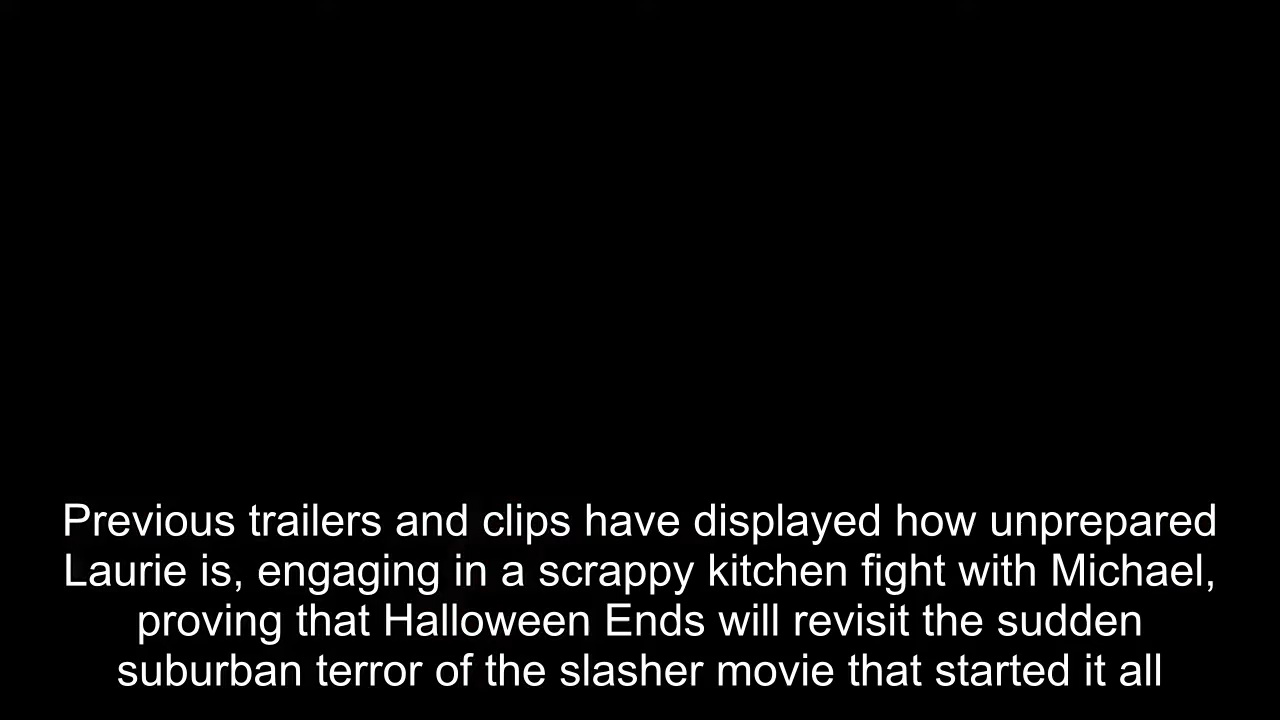 Previous trailers and clips have displayed how unprepared
Laurie is, engaging in a scrappy kitchen fight with Michael,
proving that Halloween Ends will revisit the sudden
suburban terror of the slasher movie that started it all